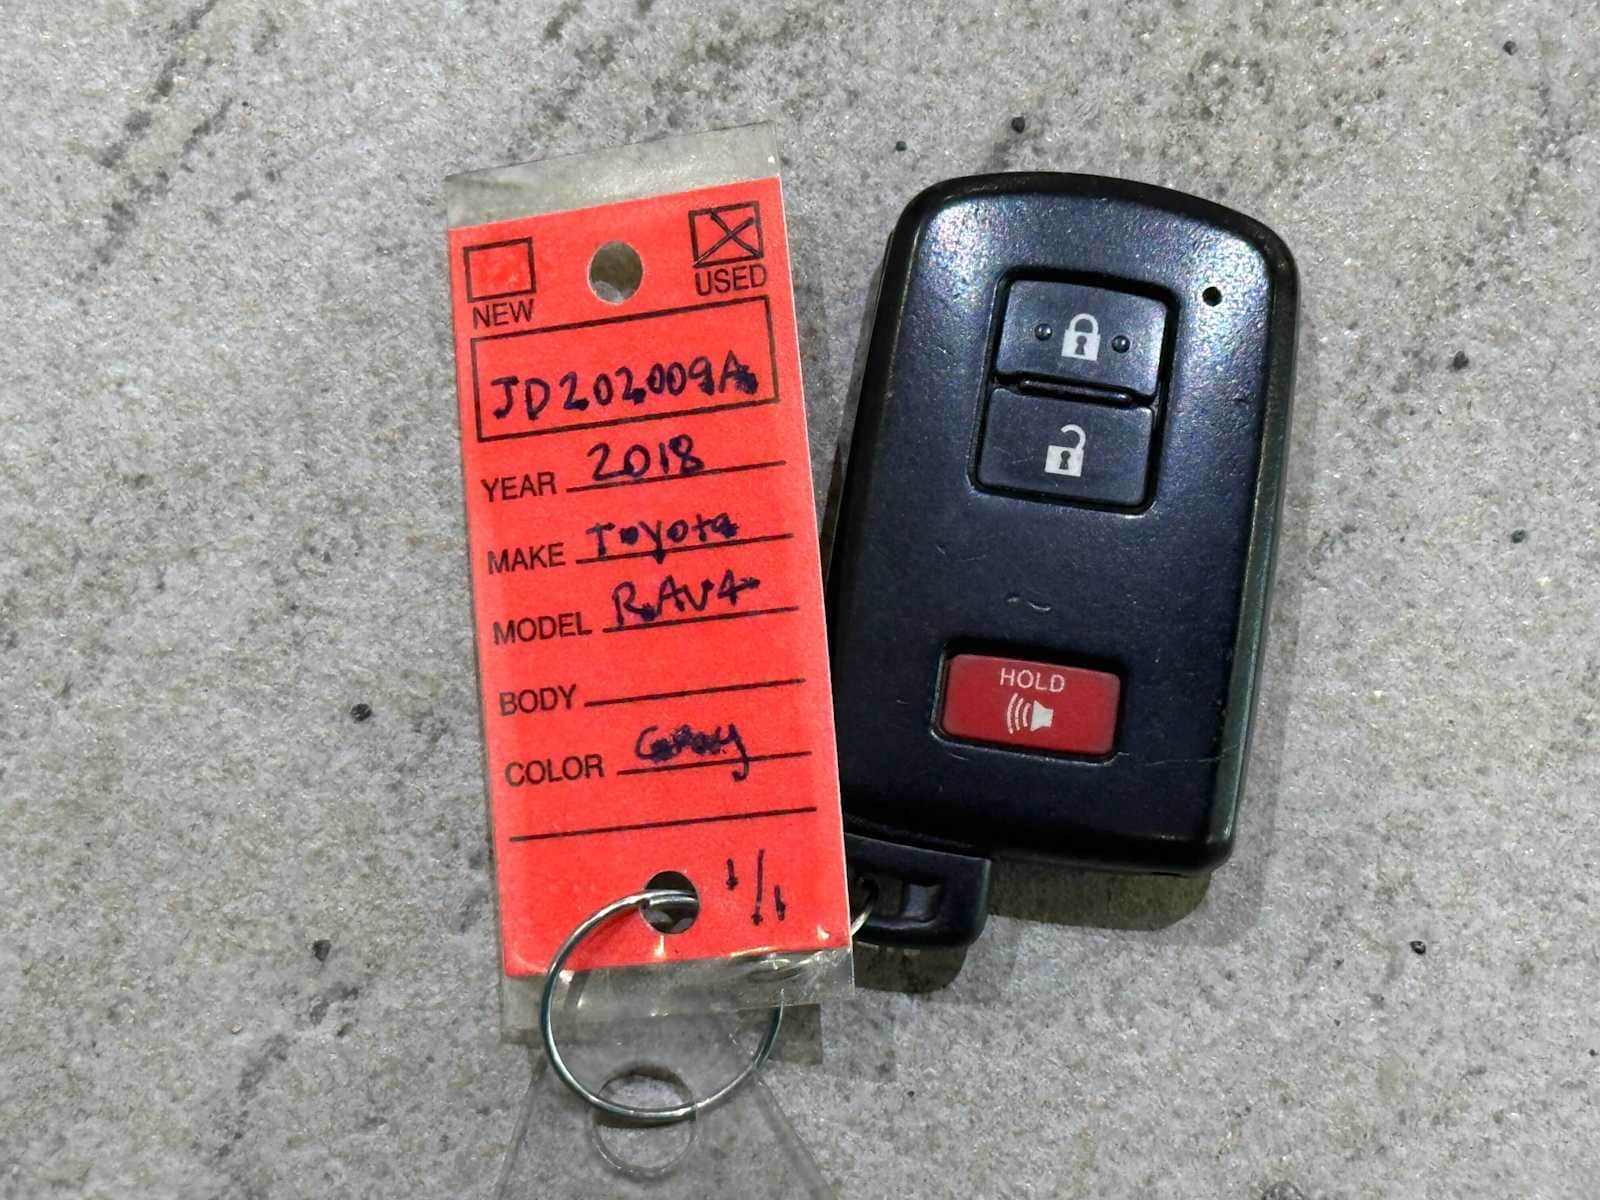 NEW USED
JD202009A
YEAR 2018
MAKE Toyota
MODEL RAV4
BODY
COLOR Gray
1/1
HOLD